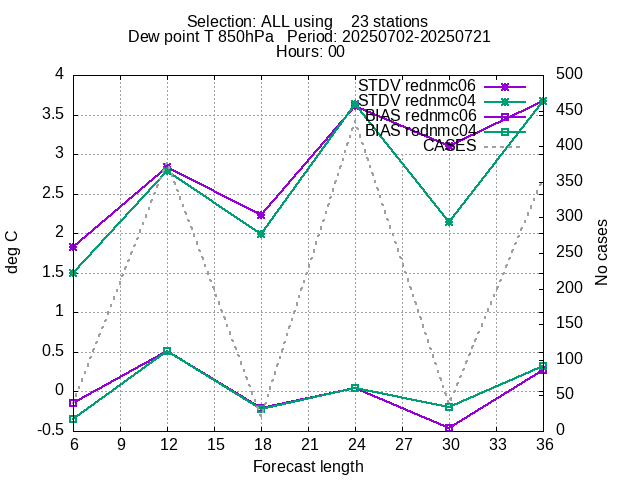 Selection: ALL using    23 stations
Dew point T 850hPa   Period: 20250702-20250721
Hours: 00
STDV rednmc06
STDV rednmc04
BIAS rednmc06
BIAS rednmc04
CASES
4
3.5
3
2.5
2
1.5
1
0.5
0
-0.5
deg C
500
450
400
350
300
250
200
150
100
50
0
No cases
6 9 12 15 18 21 24 27 30 33 36
Forecast length